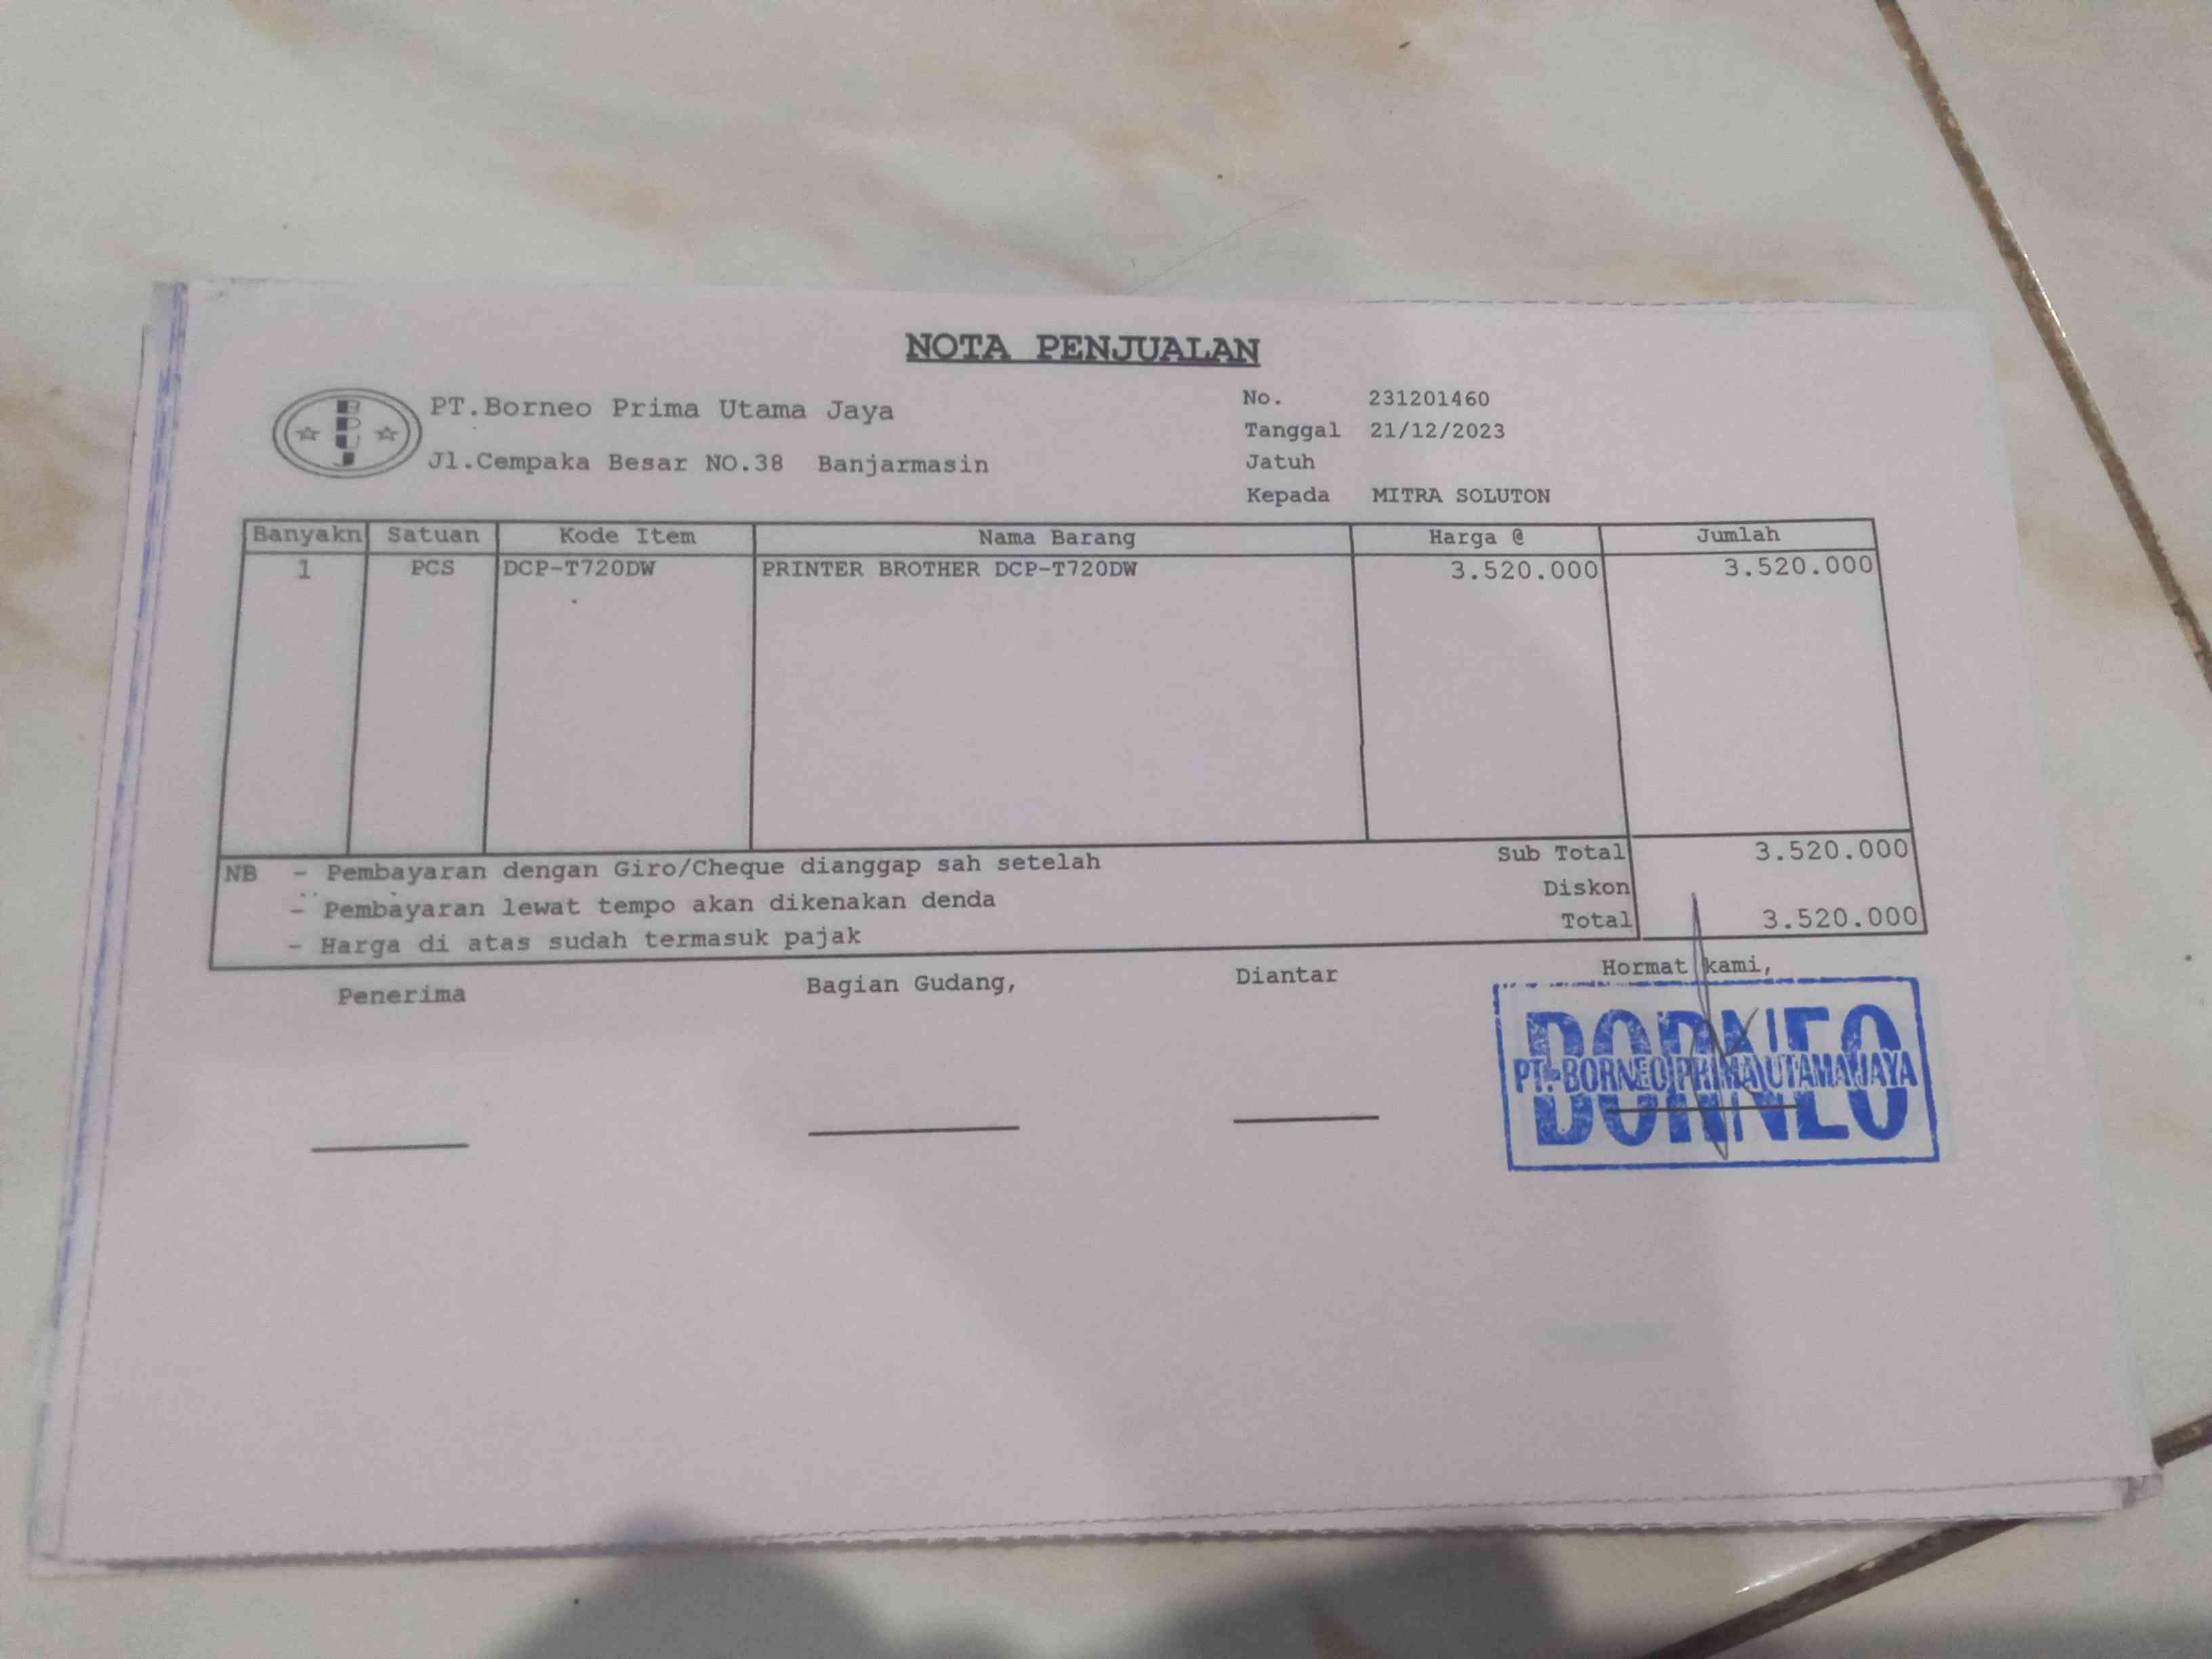 NOTA PENJUALAN
BPUJ
PT.Borneo Prima Utama Jaya
Jl.Cempaka Besar NO.38 Banjarmasin
No. 231201460
Tanggal 21/12/2023
Jatuh
Kepada MITRA SOLUTON
Banyakn Satuan Kode Item Nama Barang Harga @ Jumlah
1 PCS DCP-T720DW PRINTER BROTHER DCP-T720DW 3.520.000 3.520.000
NB - Pembayaran dengan Giro/Cheque dianggap sah setelah
- Pembayaran lewat tempo akan dikenakan denda
- Harga di atas sudah termasuk pajak
Sub Total 3.520.000
Diskon
Total 3.520.000
Penerima Bagian Gudang, Diantar Hormat kami,
BORNEO
PT. BORNEO PRIMA UTAMA JAYA